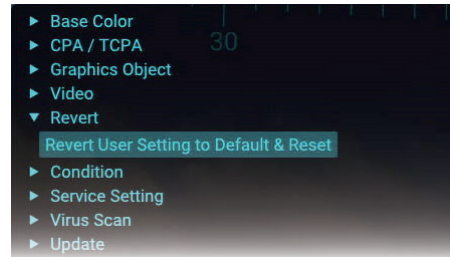 Base Color
CPA / TCPA
30
Graphics Object
Video
Revert
Revert User Setting to Default & Reset
Condition
Service Setting
Virus Scan
Update